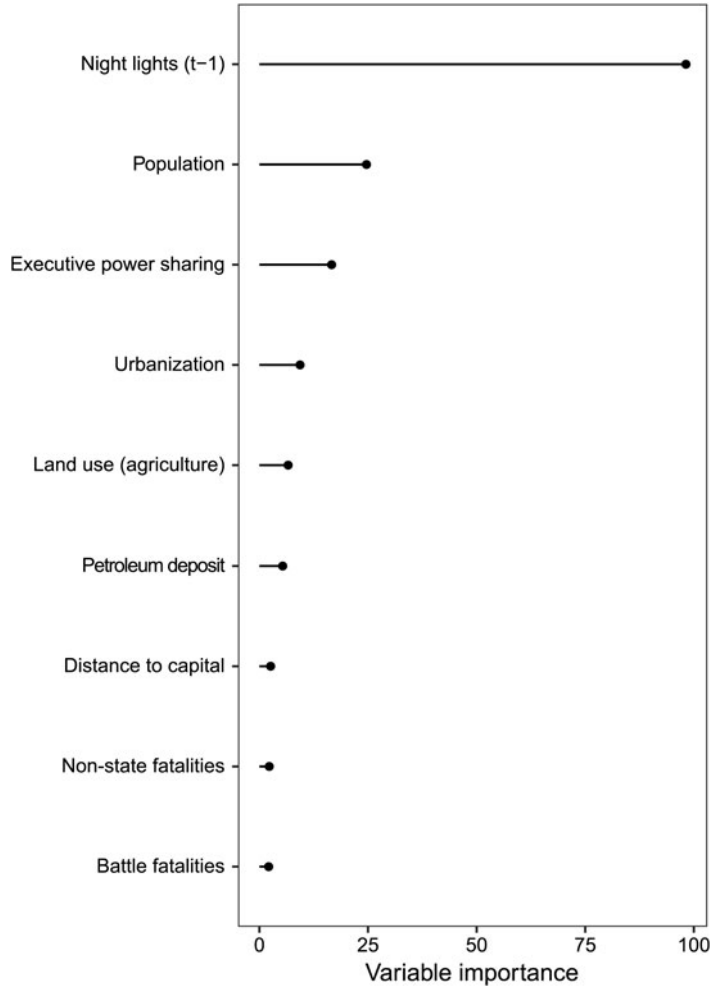 Night lights (t−1)
Population
Executive power sharing
Urbanization
Land use (agriculture)
Petroleum deposit
Distance to capital
Non-state fatalities
Battle fatalities
0 25 50 75 100
Variable importance